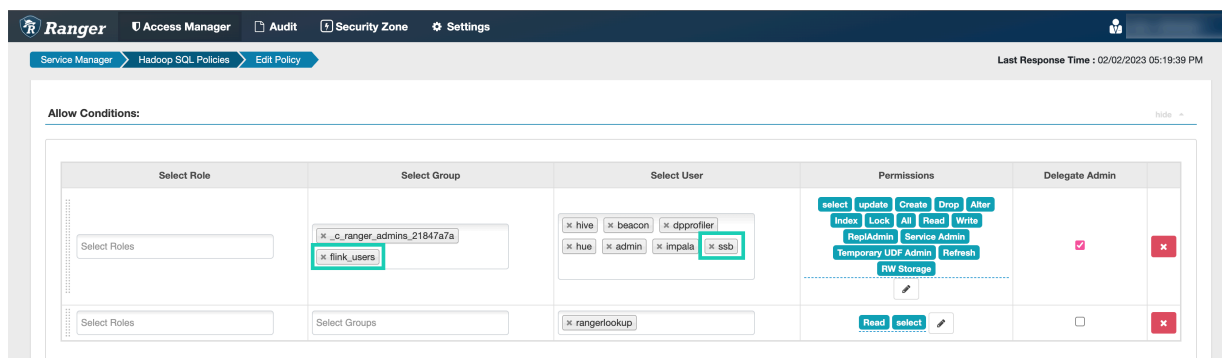 Ranger Access Manager Audit Security Zone Settings
Service Manager Hadoop SQL Policies Edit Policy Last Response Time : 02/02/2023 05:19:39 PM
Allow Conditions: hide
Select Role Select Group Select User Permissions Delegate Admin
Select Roles
× _c_ranger_admins_21847a7a
× flink_users
× hive × beacon × dpprofiler
× hue × admin × impala × ssb
select update Create Drop Alter
Index Lock All Read Write
ReplAdmin Service Admin
Temporary UDF Admin Refresh
RW Storage
Select Roles Select Groups × rangerlookup Read select